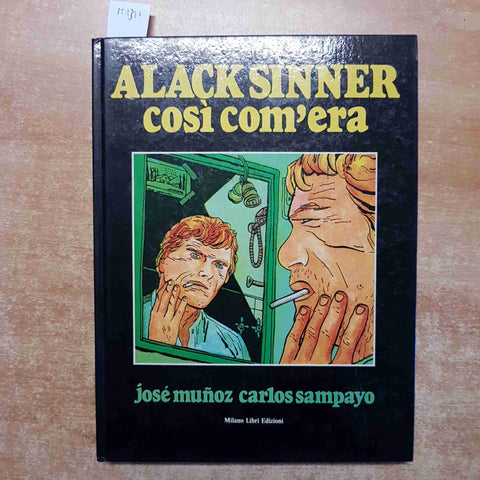 ALACK SINNER
così com'era
josé muñoz carlos sampayo
Milano Libri Edizioni